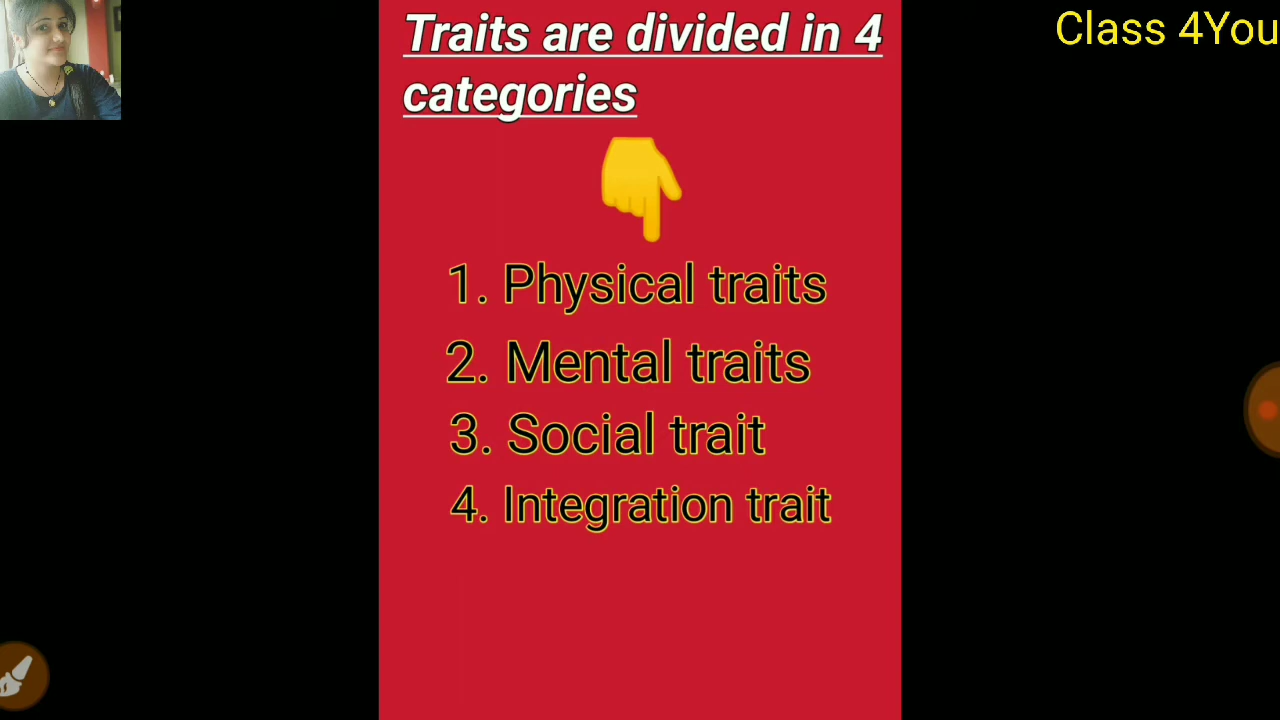 Class 4You
Traits are divided in 4
categories
1. Physical traits
2. Mental traits
3. Social trait
4. Integration trait